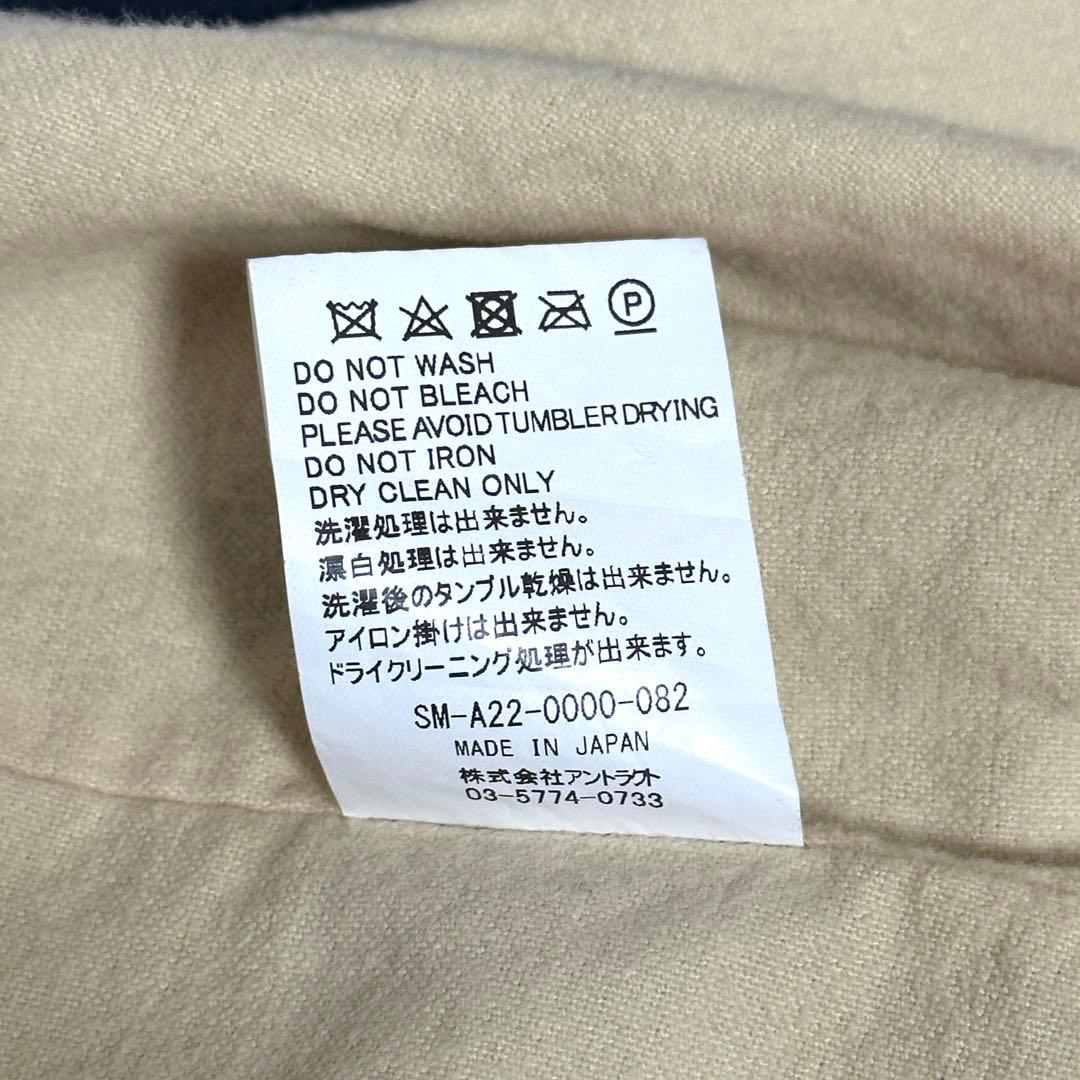 P
DO NOT WASH
DO NOT BLEACH
PLEASE AVOID TUMBLER DRYING
DO NOT IRON
DRY CLEAN ONLY
洗濯処理は出来ません。
漂白処理は出来ません。
洗濯後のタンブル乾燥は出来ません。
アイロン掛けは出来ません。
ドライクリーニング処理が出来ます。
SM-A22-0000-082
MADE IN JAPAN
株式会社アントラクト
03-5774-0733